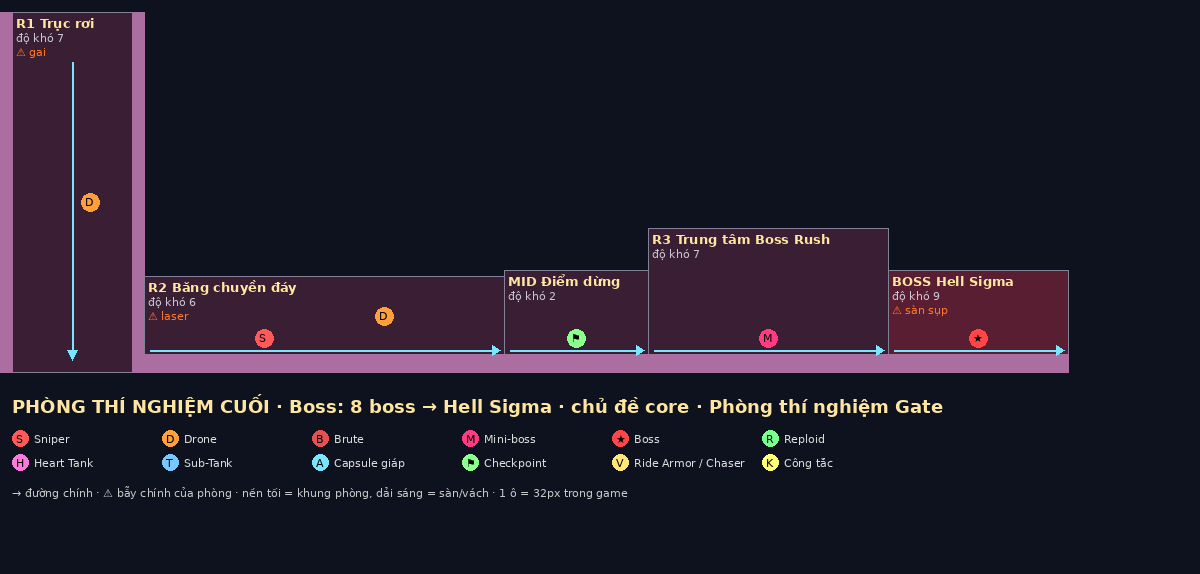 R1 Trục rơi
độ khó 7
⚠ gai
D
R2 Băng chuyền đáy
độ khó 6
⚠ laser
S
D
MID Điểm dừng
độ khó 2
⚑
R3 Trung tâm Boss Rush
độ khó 7
M
BOSS Hell Sigma
độ khó 9
⚠ sàn sụp
★
PHÒNG THÍ NGHIỆM CUỐI · Boss: 8 boss → Hell Sigma · chủ đề core · Phòng thí nghiệm Gate
S Sniper
D Drone
B Brute
M Mini-boss
★ Boss
R Reploid
H Heart Tank
T Sub-Tank
A Capsule giáp
⚑ Checkpoint
V Ride Armor / Chaser
K Công tắc
→ đường chính · ⚠ bẫy chính của phòng · nền tối = khung phòng, dải sáng = sàn/vách · 1 ô = 32px trong game